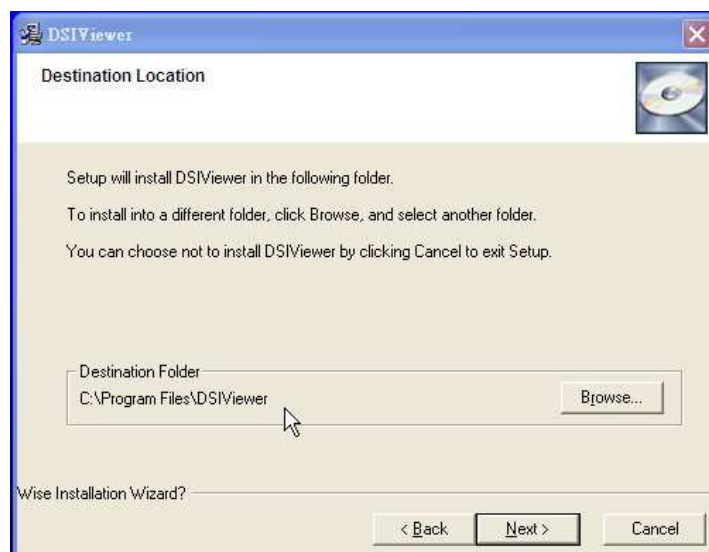 DSIViewer
Destination Location
Setup will install DSIViewer in the following folder.
To install into a different folder, click Browse, and select another folder.
You can choose not to install DSIViewer by clicking Cancel to exit Setup.
Destination Folder
C:\Program Files\DSIViewer
Browse...
Wise Installation Wizard?
< Back
Next >
Cancel